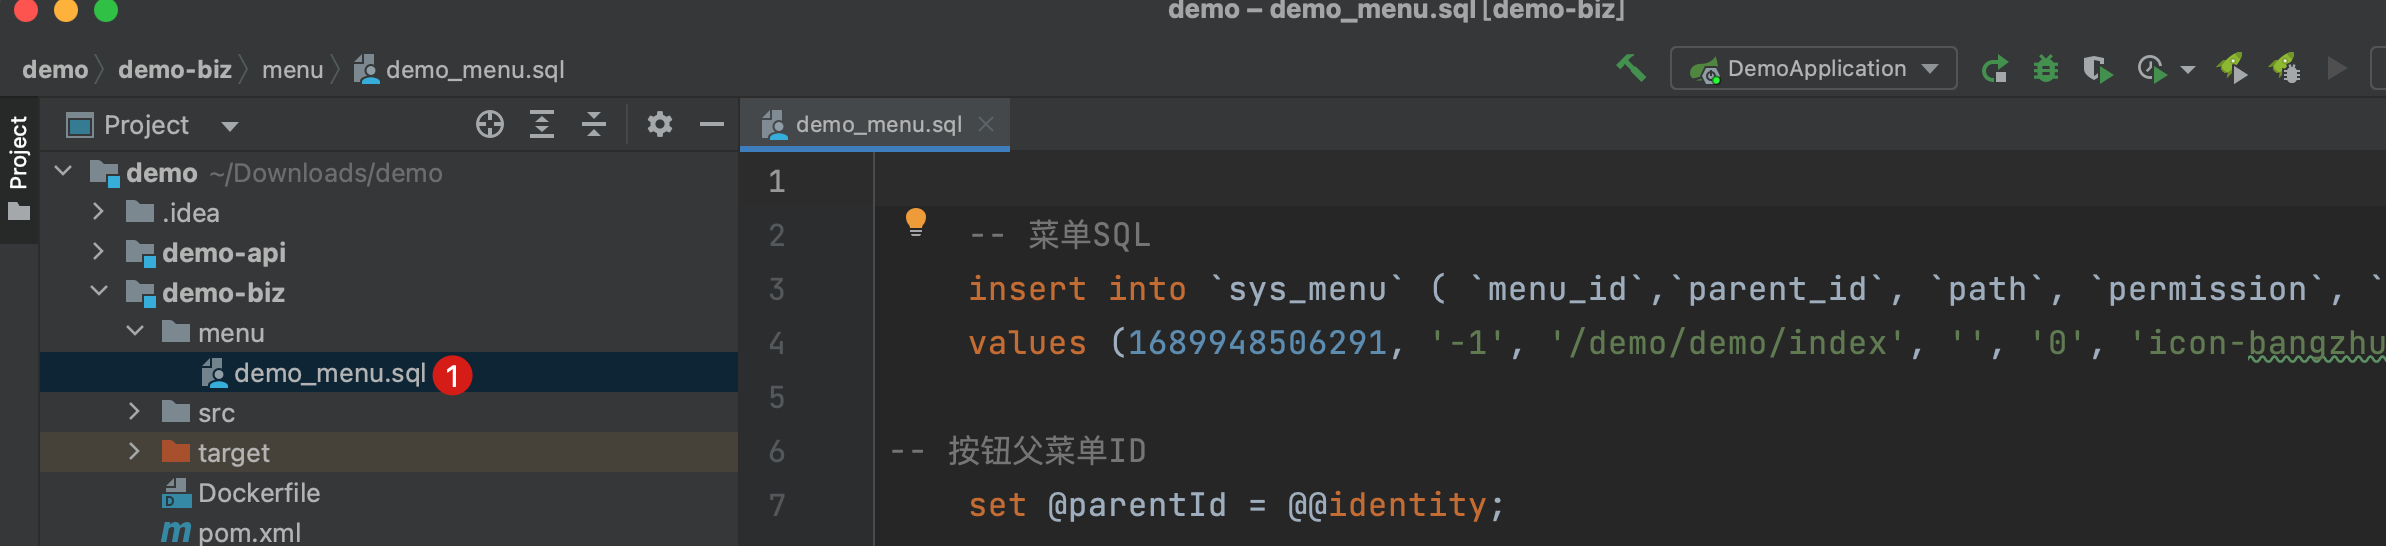 demo – demo_menu.sql [demo-biz]
demo demo-biz menu demo_menu.sql
DemoApplication
Project
Project
demo ~/Downloads/demo
.idea
demo-api
demo-biz
menu
demo_menu.sql 1
src
target
Dockerfile
pom.xml
demo_menu.sql
1
2 -- 菜单SQL
3 insert into `sys_menu` ( `menu_id`,`parent_id`, `path`, `permission`, `
4 values (1689948506291, '-1', '/demo/demo/index', '', '0', 'icon-bangzhu
5
6 -- 按钮父菜单ID
7 set @parentId = @@identity;